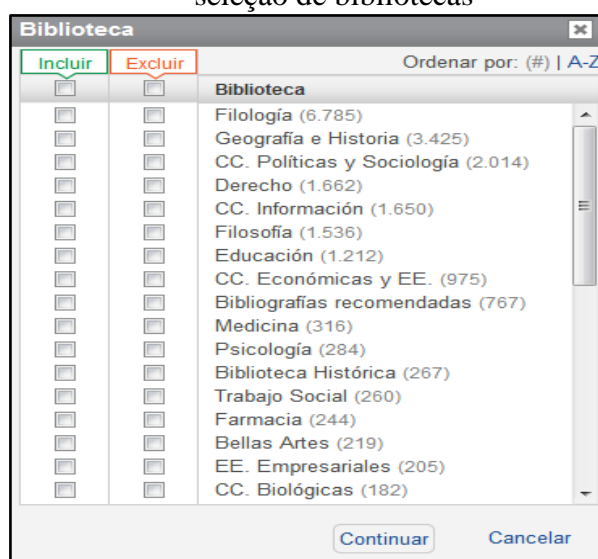 seleção de bibliotecas
Biblioteca
Incluir Excluir Ordenar por: (#) | A-Z
Biblioteca
Filología (6.785)
Geografía e Historia (3.425)
CC. Políticas y Sociología (2.014)
Derecho (1.662)
CC. Información (1.650)
Filosofía (1.536)
Educación (1.212)
CC. Económicas y EE. (975)
Bibliografías recomendadas (767)
Medicina (316)
Psicología (284)
Biblioteca Histórica (267)
Trabajo Social (260)
Farmacia (244)
Bellas Artes (219)
EE. Empresariales (205)
CC. Biológicas (182)
Continuar Cancelar